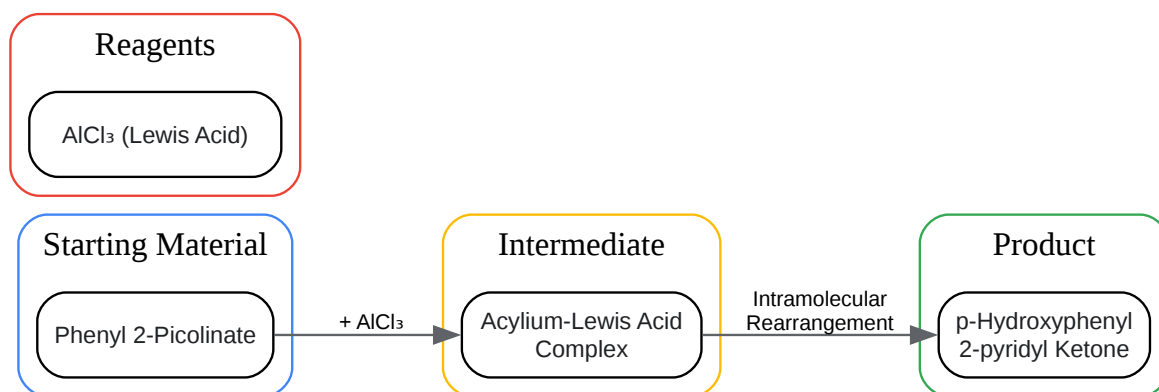 Reagents
AlCl₃ (Lewis Acid)
Starting Material
Phenyl 2-Picolinate
+ AlCl₃
Intermediate
Acylium-Lewis Acid
Complex
Intramolecular
Rearrangement
Product
p-Hydroxyphenyl
2-pyridyl Ketone